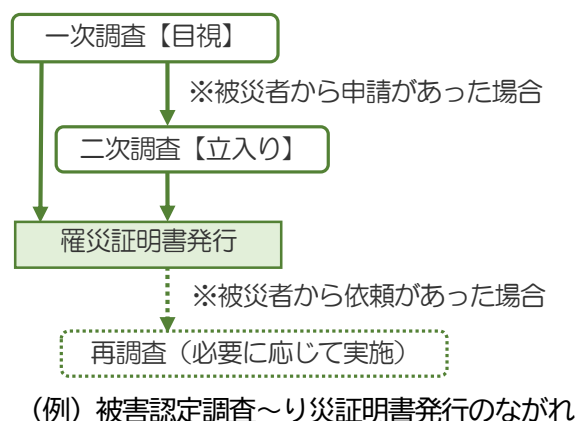 一次調査【目視】
※被災者から申請があった場合
二次調査【立入り】
罹災証明書発行
※被災者から依頼があった場合
再調査（必要に応じて実施）
（例）被害認定調査～り災証明書発行のながれ